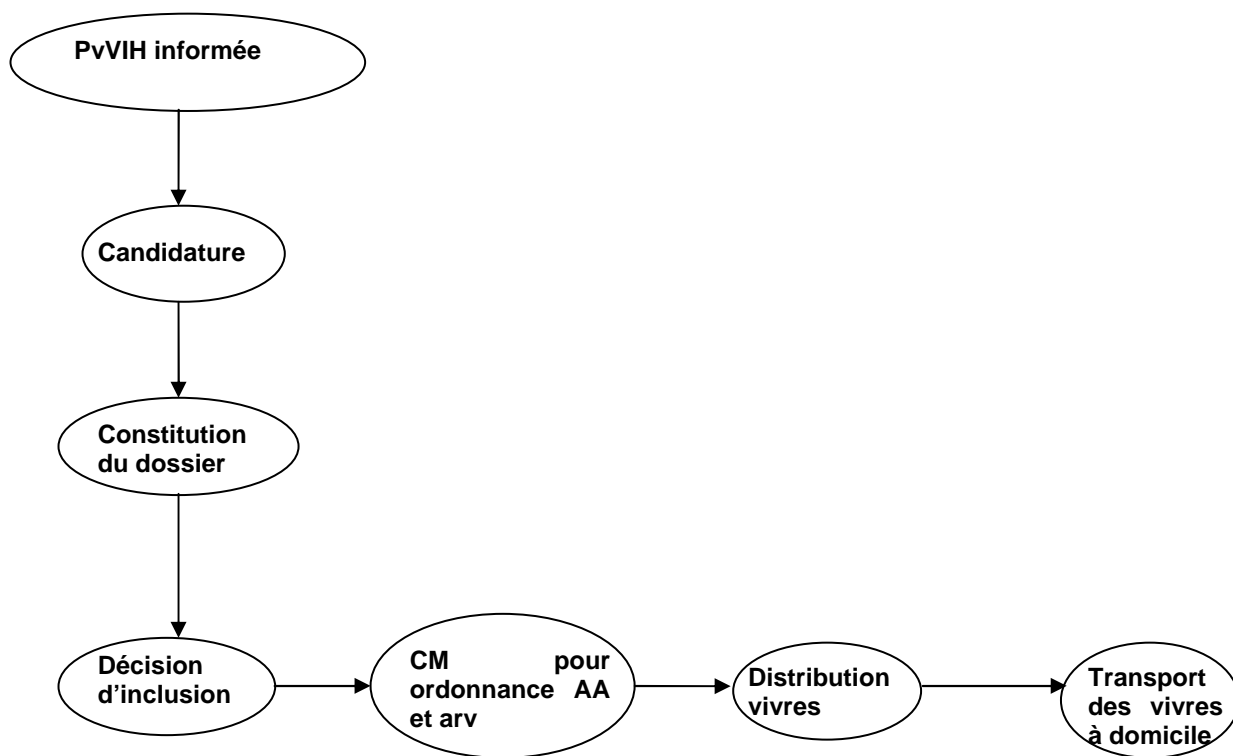 PvVIH informée
Candidature
Constitution
du dossier
Décision
d'inclusion
CM pour
ordonnance AA
et arv
Distribution
vivres
Transport
des vivres
à domicile